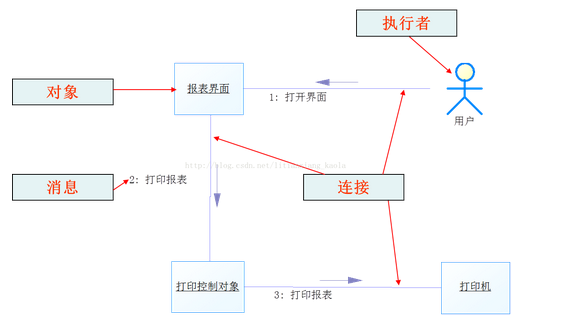 执行者
对象
报表界面
1: 打开界面
用户
消息
2: 打印报表
连接
打印控制对象
3: 打印报表
打印机